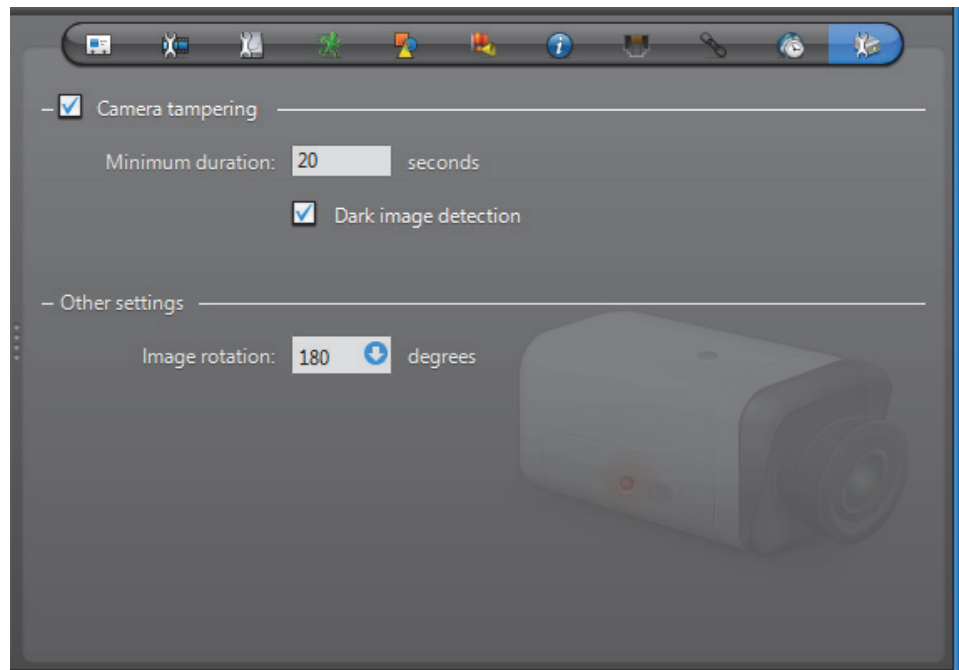 Camera tampering
Minimum duration: 20 seconds
Dark image detection
Other settings
Image rotation: 180 degrees